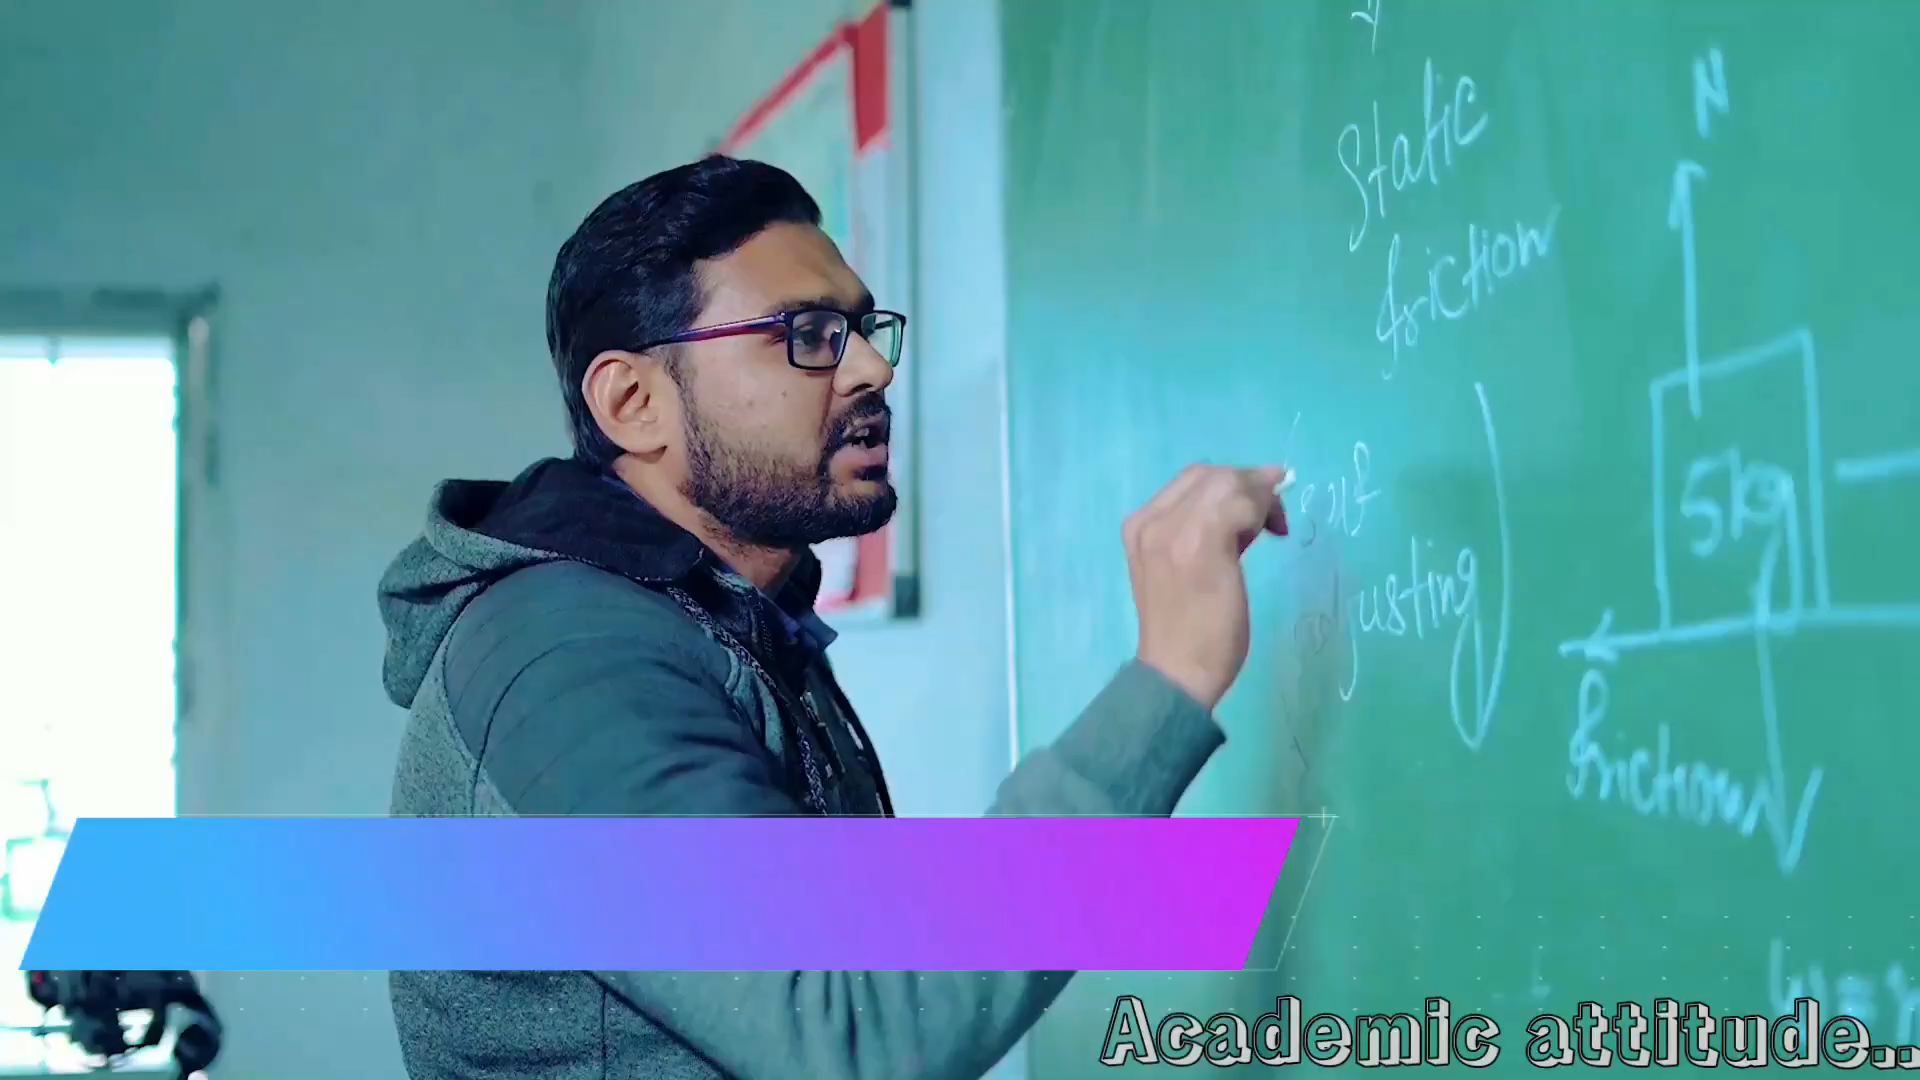 Static
friction
self
adjusting
N
5kg
friction
Academic attitude...